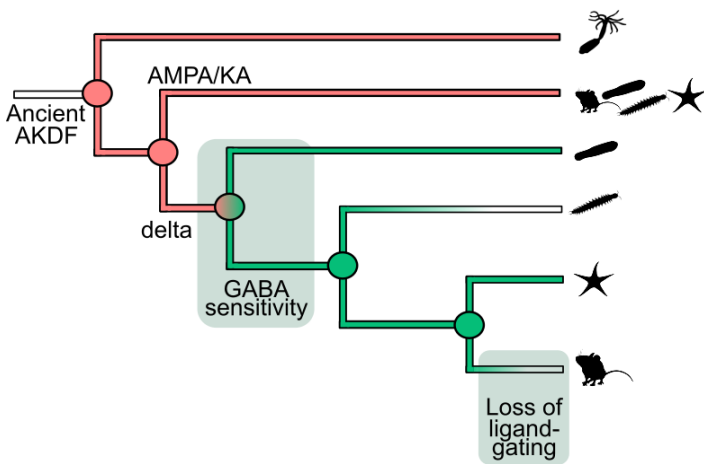 AMPA/KA
Ancient
AKDF
delta
GABA
sensitivity
Loss of
ligand-
gating